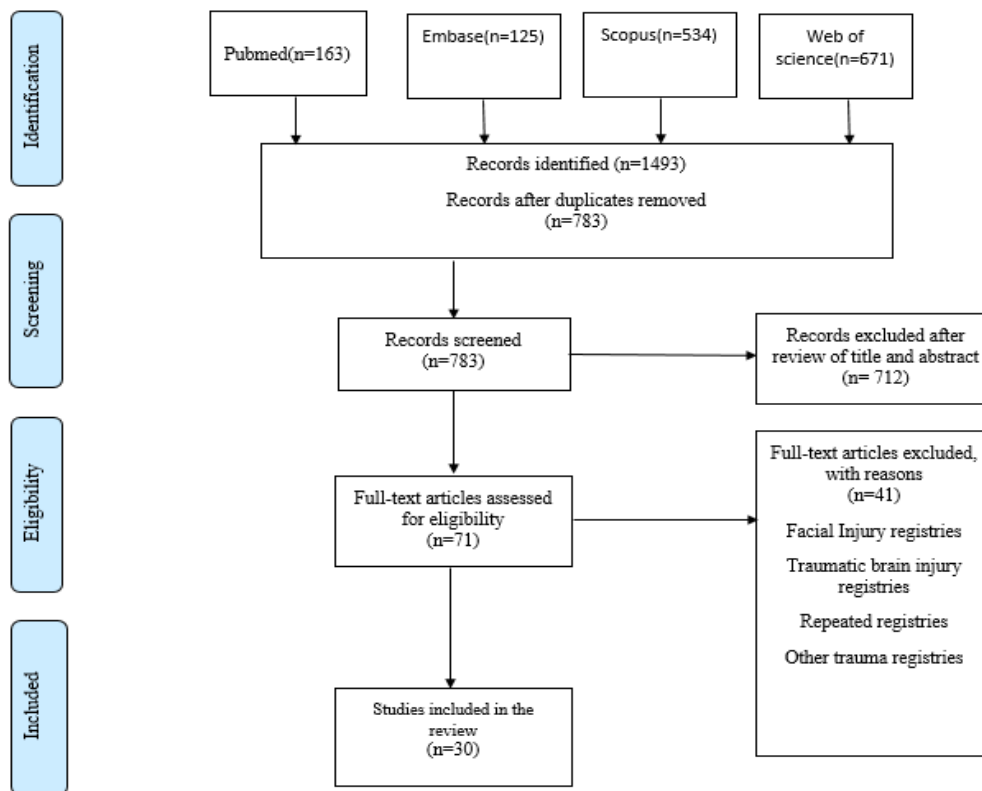 Identification
Pubmed(n=163)
Embase(n=125)
Scopus(n=534)
Web of
science(n=671)
Records identified (n=1493)
Records after duplicates removed
(n=783)
Screening
Records screened
(n=783)
Records excluded after
review of title and abstract
(n= 712)
Eligibility
Full-text articles assessed
for eligibility
(n=71)
Full-text articles excluded,
with reasons
(n=41)
Facial Injury registries
Traumatic brain injury
registries
Repeated registries
Other trauma registries
Included
Studies included in the
review
(n=30)